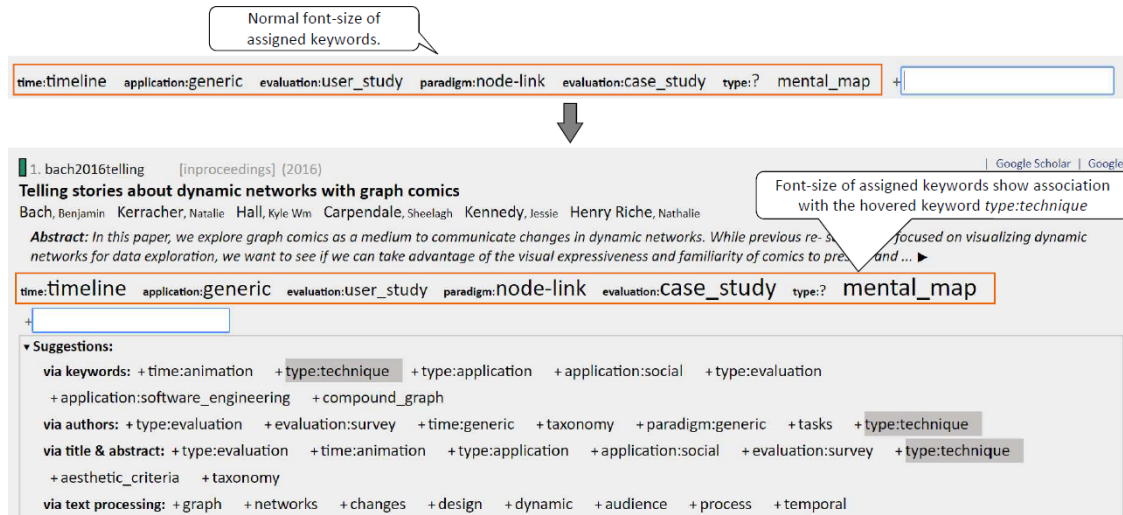 Normal font-size of
assigned keywords.
time:timeline application:generic evaluation:user_study paradigm:node-link evaluation:case_study type:? mental_map +
1. bach2016telling [inproceedings] (2016) | Google Scholar | Google
Telling stories about dynamic networks with graph comics
Bach, Benjamin Kerracher, Natalie Hall, Kyle Wm Carpendale, Sheelagh Kennedy, Jessie Henry Riche, Nathalie
Font-size of assigned keywords show association
with the hovered keyword type:technique
Abstract: In this paper, we explore graph comics as a medium to communicate changes in dynamic networks. While previous re- focused on visualizing dynamic
networks for data exploration, we want to see if we can take advantage of the visual expressiveness and familiarity of comics to and ... ▶
time:timeline application:generic evaluation:user_study paradigm:node-link evaluation:case_study type:? mental_map
+
▾ Suggestions:
via keywords: +time:animation +type:technique +type:application +application:social +type:evaluation
+application:software_engineering +compound_graph
via authors: +type:evaluation +evaluation:survey +time:generic +taxonomy +paradigm:generic +tasks +type:technique
via title & abstract: +type:evaluation +time:animation +type:application +application:social +evaluation:survey +type:technique
+aesthetic_criteria +taxonomy
via text processing: +graph +networks +changes +design +dynamic +audience +process +temporal